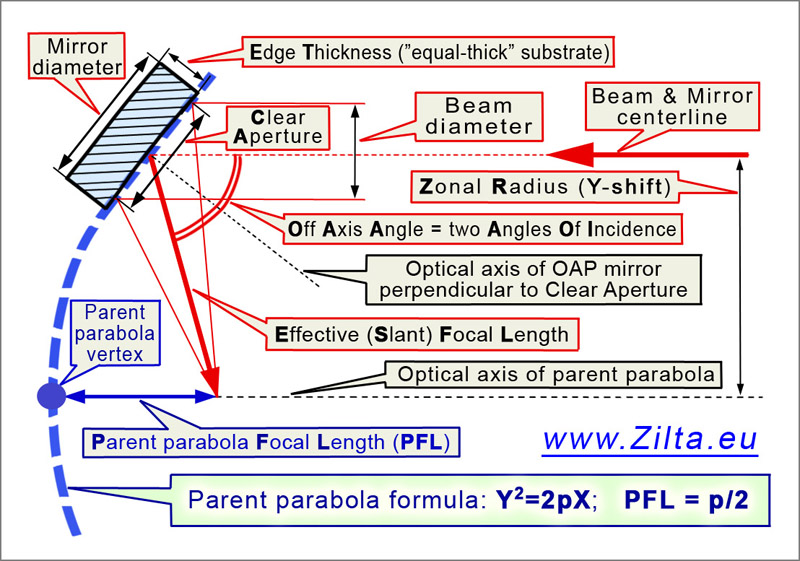 Mirror
diameter
Edge Thickness ("equal-thick" substrate)
Clear
Aperture
Beam
diameter
Beam & Mirror
centerline
Zonal Radius (Y-shift)
Off Axis Angle = two Angles Of Incidence
Optical axis of OAP mirror
perpendicular to Clear Aperture
Effective (Slant) Focal Length
Parent
parabola
vertex
Optical axis of parent parabola
Parent parabola Focal Length (PFL)
www.Zilta.eu
Parent parabola formula: Y²=2pX; PFL = p/2